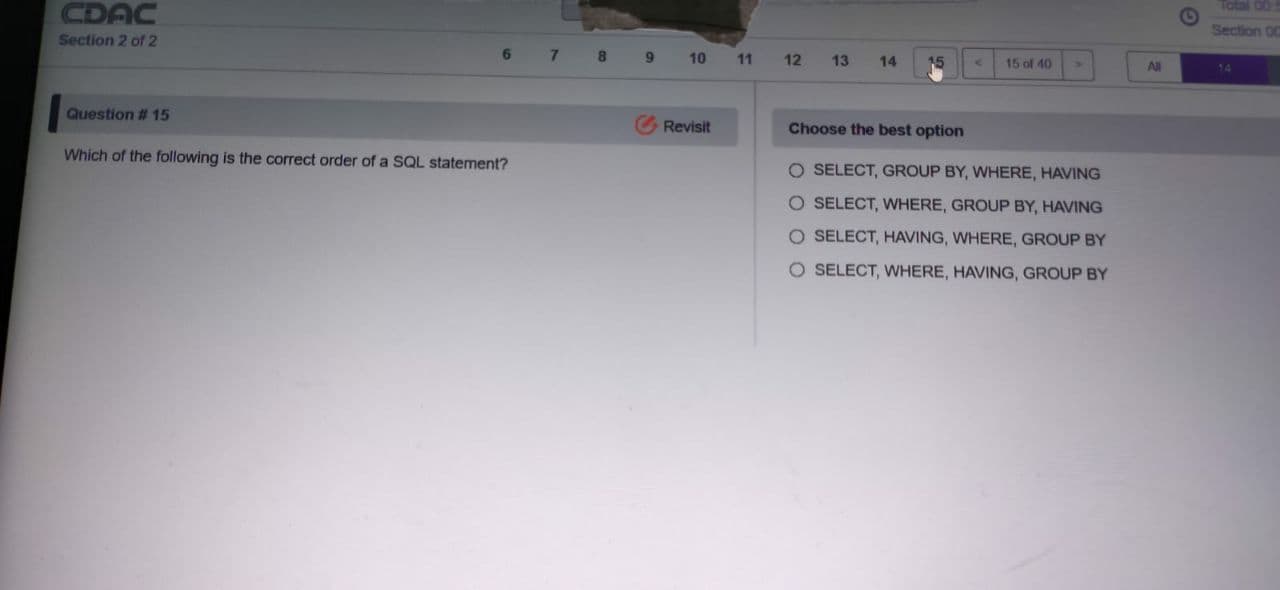 CDAC
Section 2 of 2
Total 00:
Section 00
6 7 8 9 10 11 12 13 14 15 < 15 of 40 > All 14
Question # 15
Revisit
Which of the following is the correct order of a SQL statement?
Choose the best option
SELECT, GROUP BY, WHERE, HAVING
SELECT, WHERE, GROUP BY, HAVING
SELECT, HAVING, WHERE, GROUP BY
SELECT, WHERE, HAVING, GROUP BY